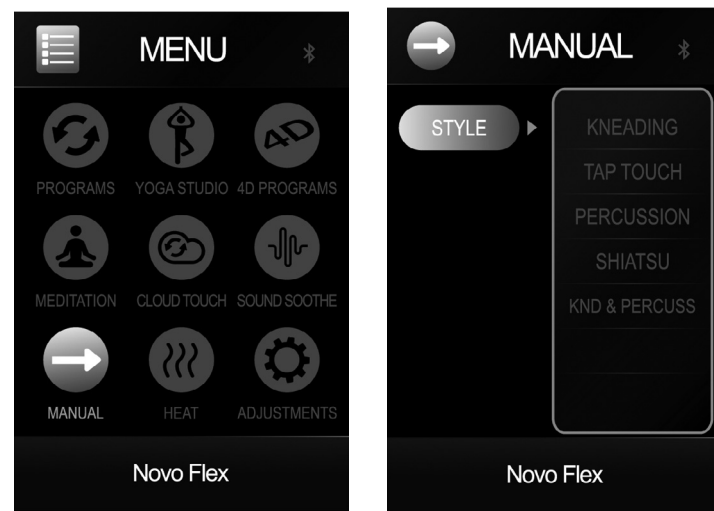 MENU
PROGRAMS YOGA STUDIO 4D PROGRAMS
MEDITATION CLOUD TOUCH SOUND SOOTHE
MANUAL HEAT ADJUSTMENTS
Novo Flex
MANUAL
STYLE
KNEADING
TAP TOUCH
PERCUSSION
SHIATSU
KND & PERCUSS
Novo Flex